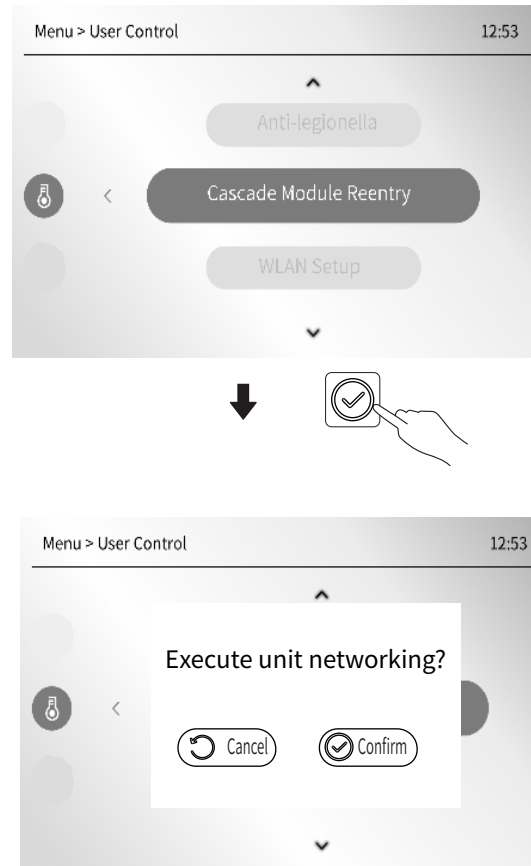 Menu > User Control 12:53
Anti-legionella
Cascade Module Reentry
WLAN Setup
Menu > User Control 12:53
Execute unit networking?
Cancel Confirm